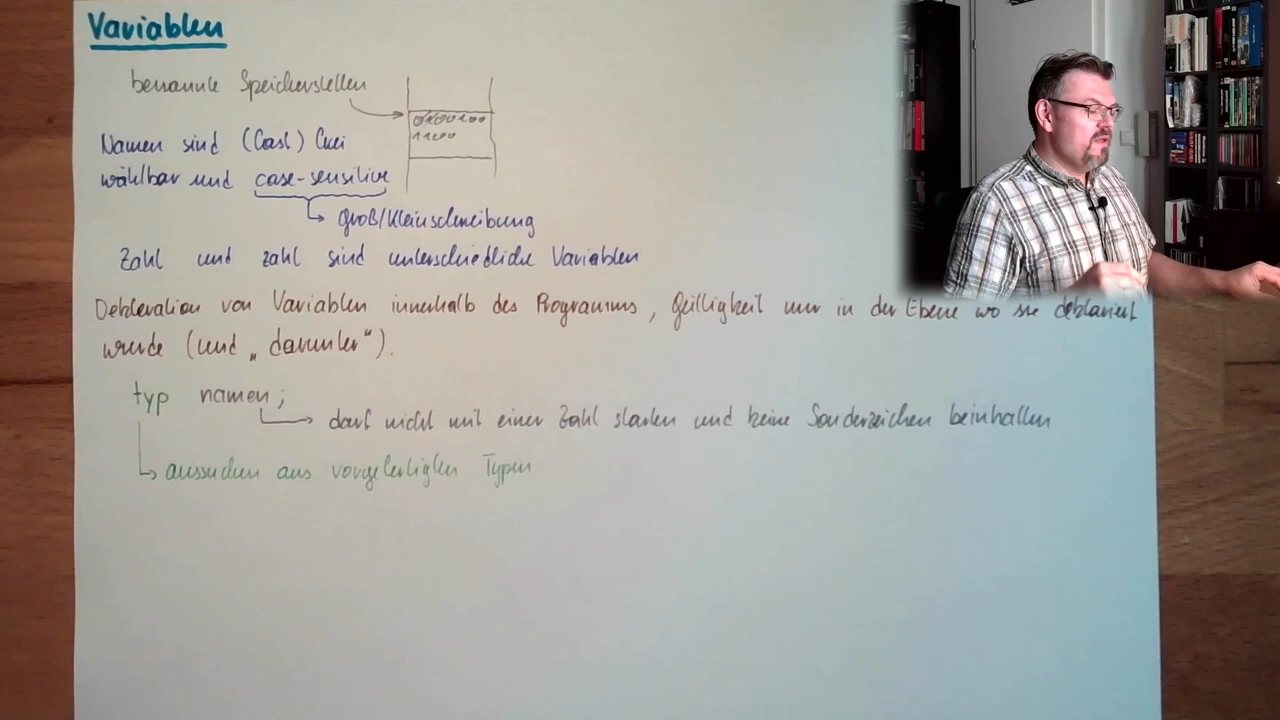 Variablen
benannte Speicherstellen
01000100
11000
Namen sind (fast) frei
wählbar und case-sensitive
Groß/Kleinschreibung
Zahl und zahl sind unterschiedliche Variablen
Deklaration von Variablen innerhalb des Programms, Gültigkeit nur in der Ebene wo sie deklariert
wurde (und „darunter“).
typ namen;
darf nicht mit einer Zahl starten und keine Sonderzeichen beinhalten
aussuchen aus vorgefertigten Typen